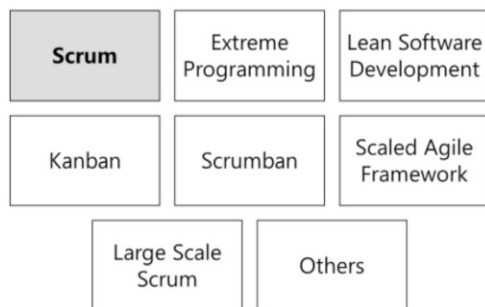 Scrum
Extreme
Programming
Lean Software
Development
Kanban
Scrumban
Scaled Agile
Framework
Large Scale
Scrum
Others